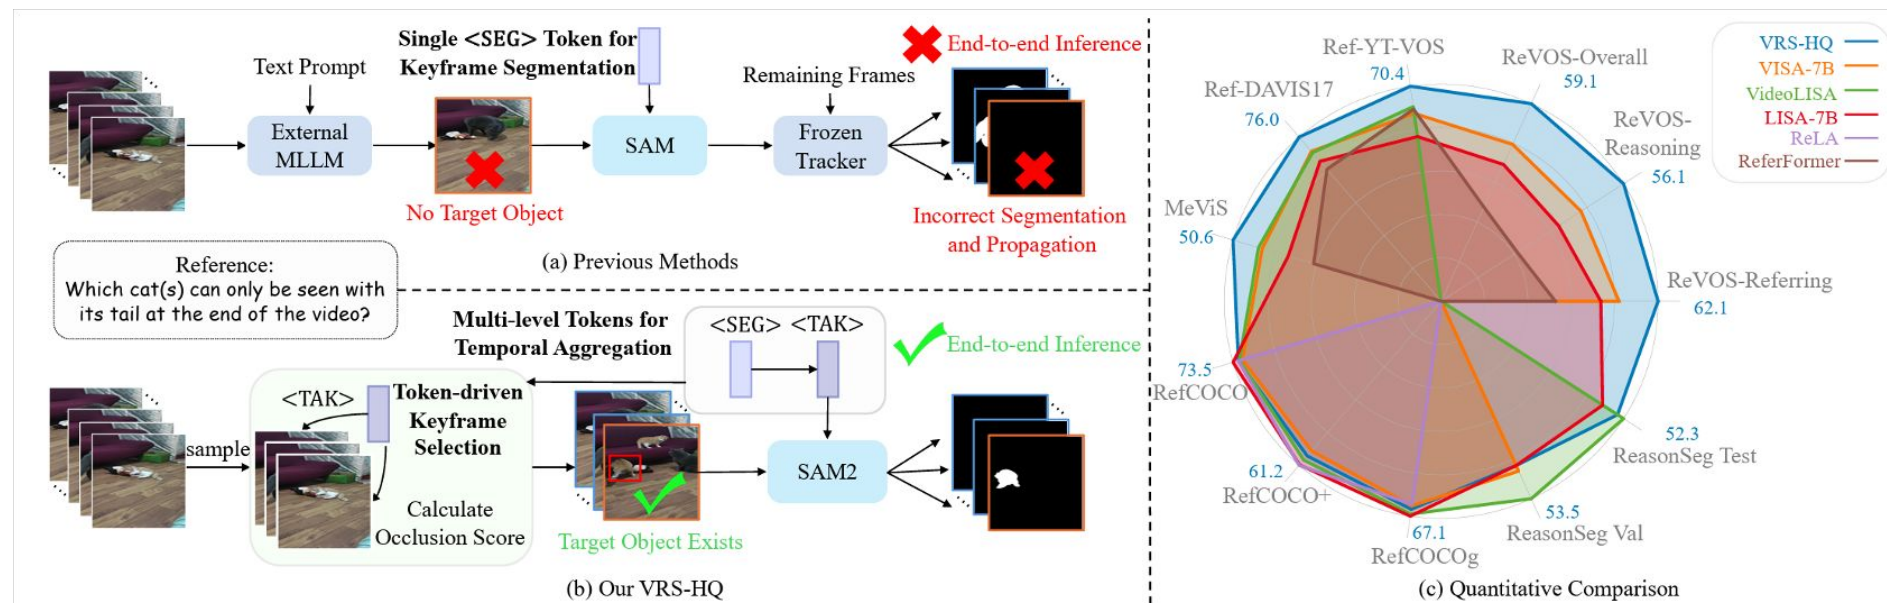 Single <SEG> Token for
Keyframe Segmentation
End-to-end Inference
Text Prompt
Remaining Frames
External
MLLM
SAM
Frozen
Tracker
No Target Object
Incorrect Segmentation
and Propagation
(a) Previous Methods
Reference:
Which cat(s) can only be seen with
its tail at the end of the video?
Multi-level Tokens for
Temporal Aggregation
<SEG>
<TAK>
End-to-end Inference
sample
<TAK>
Token-driven
Keyframe
Selection
Calculate
Occlusion Score
Target Object Exists
SAM2
(b) Our VRS-HQ
Ref-YT-VOS
70.4
ReVOS-Overall
59.1
ReVOS-
Reasoning
56.1
ReVOS-Referring
62.1
52.3
ReasonSeg Test
53.5
ReasonSeg Val
67.1
RefCOCOg
61.2
RefCOCO+
73.5
RefCOCO
MeViS
50.6
Ref-DAVIS17
76.0
VRS-HQ
VISA-7B
VideoLISA
LISA-7B
ReLA
ReferFormer
(c) Quantitative Comparison